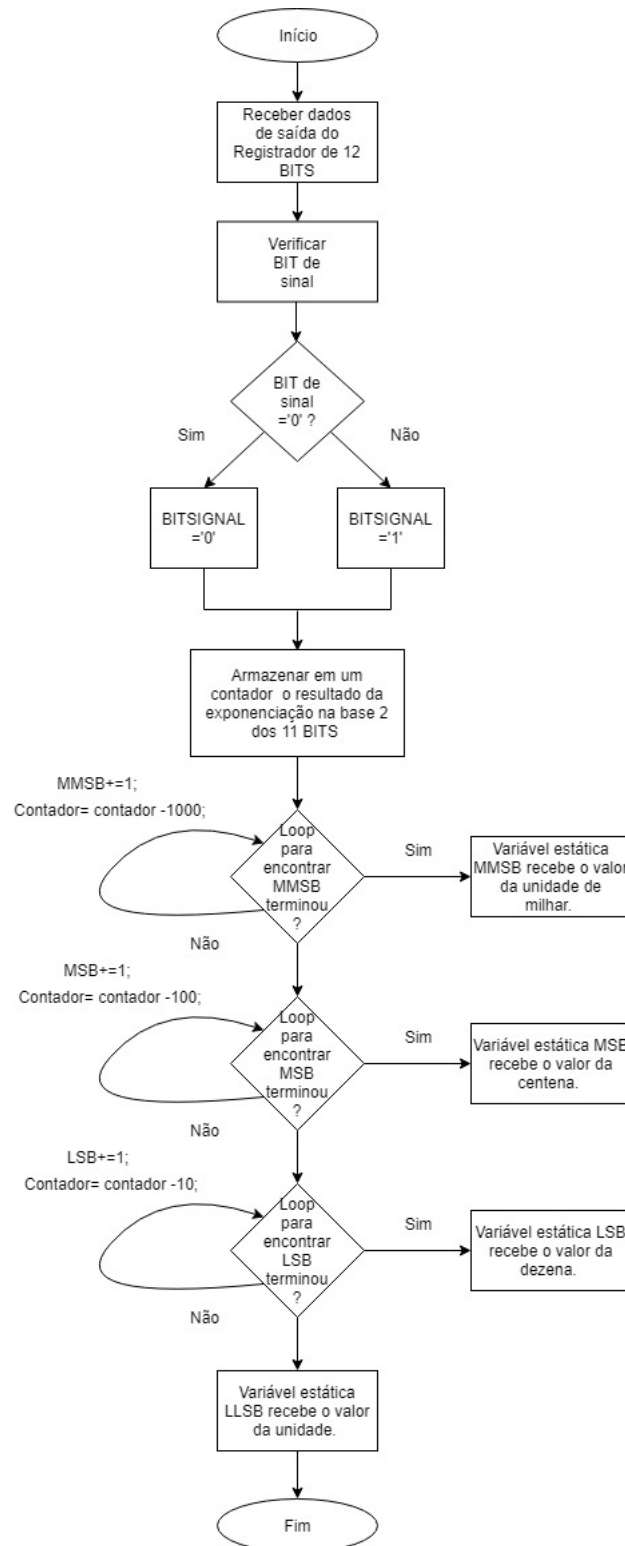 Início
Receber dados
de saída do
Registrador de 12
BITS
Verificar
BIT de
sinal
BIT de
sinal
='0' ?
Sim
Não
BITSIGNAL
='0'
BITSIGNAL
='1'
Armazenar em um
contador o resultado da
exponenciação na base 2
dos 11 BITS
MMSB+=1;
Contador= contador -1000;
Loop
para
encontrar
MMSB
terminou
?
Sim
Não
Variável estática
MMSB recebe o valor
da unidade de
milhar.
MSB+=1;
Contador= contador -100;
Loop
para
encontrar
MSB
terminou
?
Sim
Não
Variável estática MSB
recebe o valor da
centena.
LSB+=1;
Contador= contador -10;
Loop
para
encontrar
LSB
terminou
?
Sim
Não
Variável estática LSB
recebe o valor da
dezena.
Variável estática
LLSB recebe o valor
da unidade.
Fim